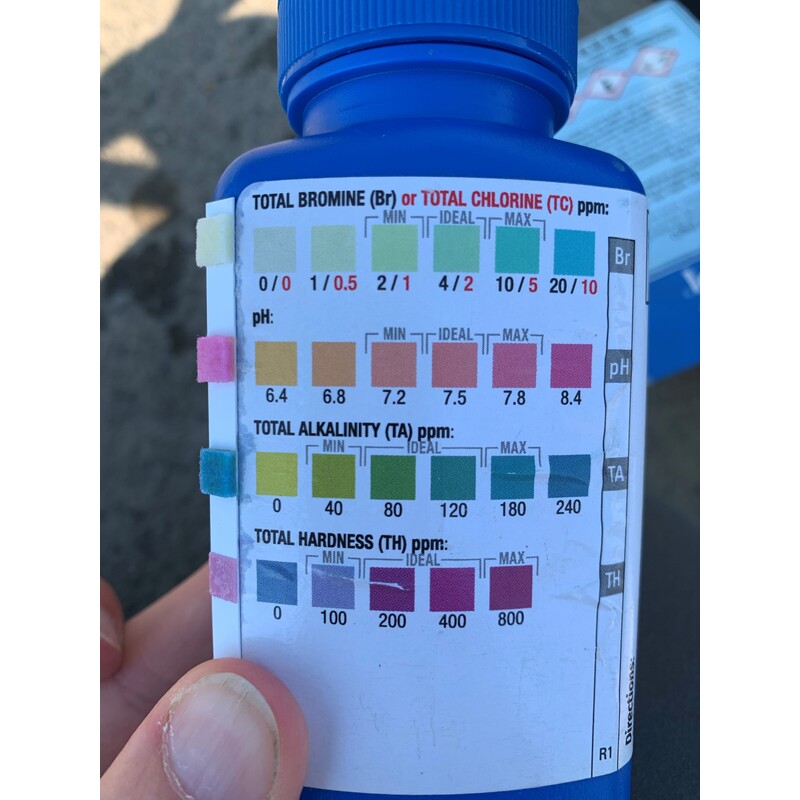 TOTAL BROMINE (Br) or TOTAL CHLORINE (TC) ppm:
MIN IDEAL MAX
Br
0 / 0 1 / 0.5 2 / 1 4 / 2 10 / 5 20 / 10
pH:
MIN IDEAL MAX
pH
6.4 6.8 7.2 7.5 7.8 8.4
TOTAL ALKALINITY (TA) ppm:
MIN IDEAL MAX
TA
0 40 80 120 180 240
TOTAL HARDNESS (TH) ppm:
MIN IDEAL MAX
TH
0 100 200 400 800
Directions:
R1